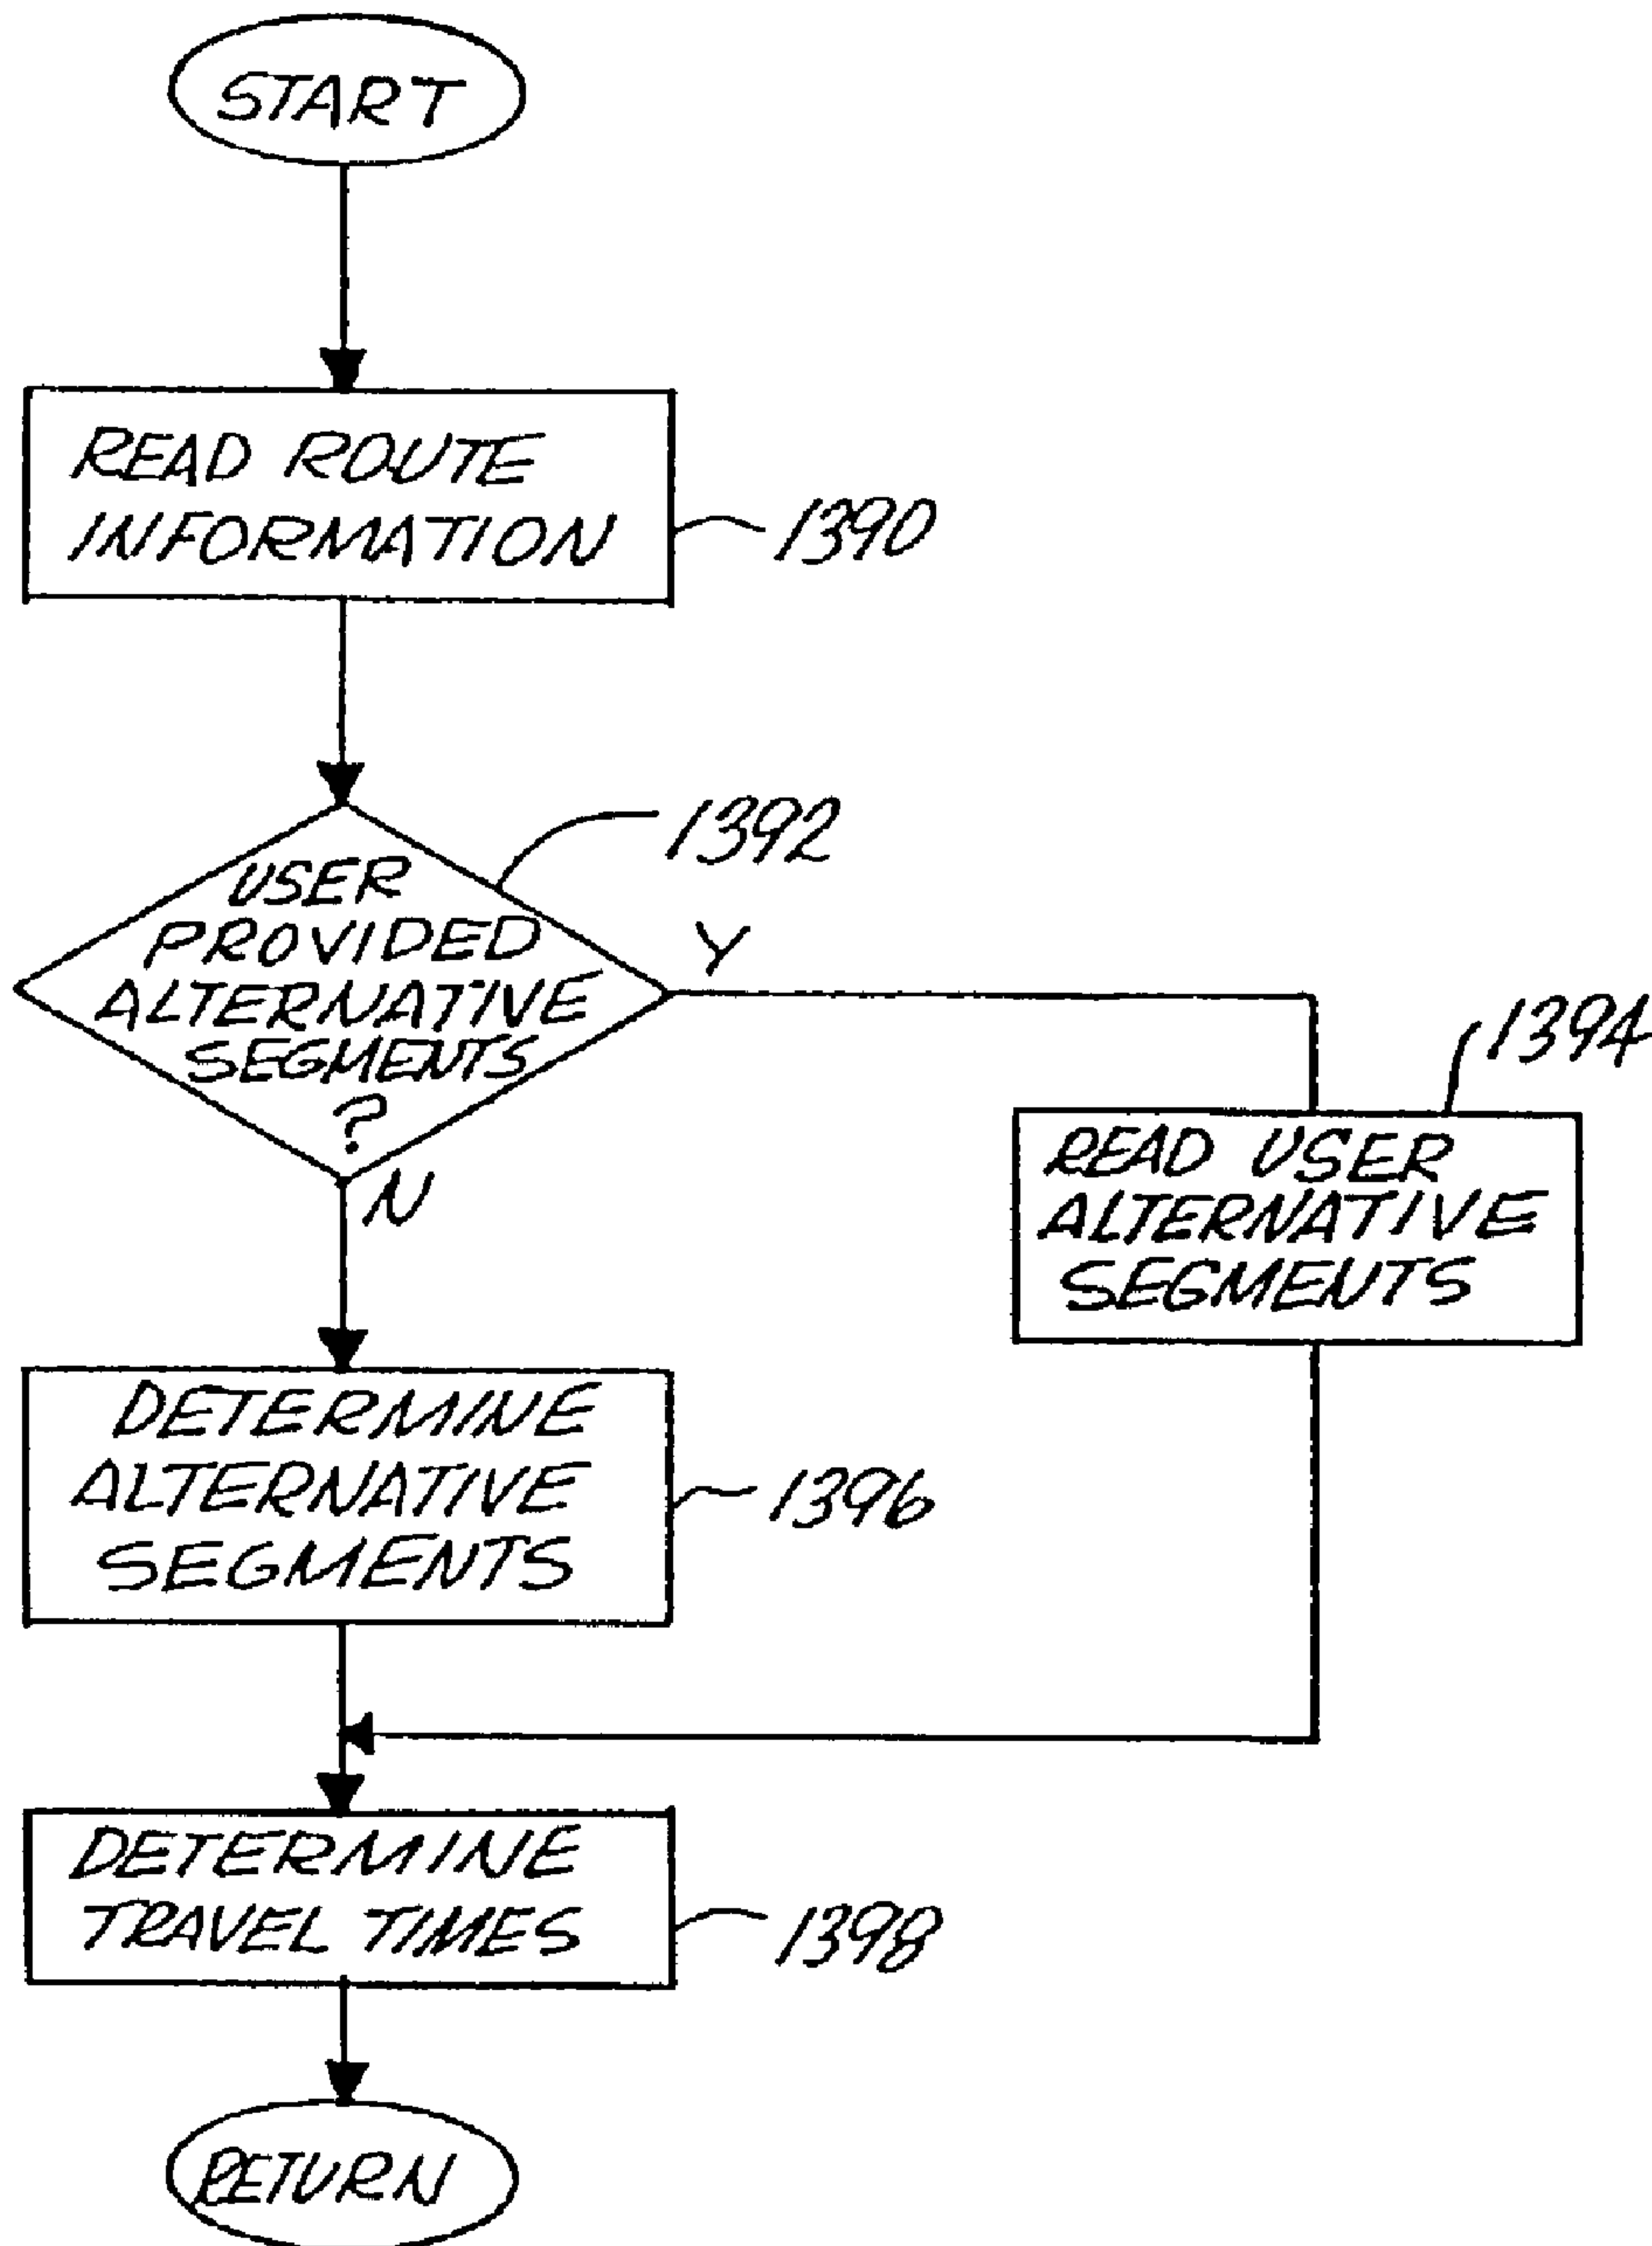 START
READ ROUTE
INFORMATION
1390
1392
USER
PROVIDED
ALTERNATIVE
SEGMENTS
?
Y
N
1394
READ USER
ALTERNATIVE
SEGMENTS
DETERMINE
ALTERNATIVE
SEGMENTS
1396
DETERMINE
TRAVEL TIMES
1398
RETURN